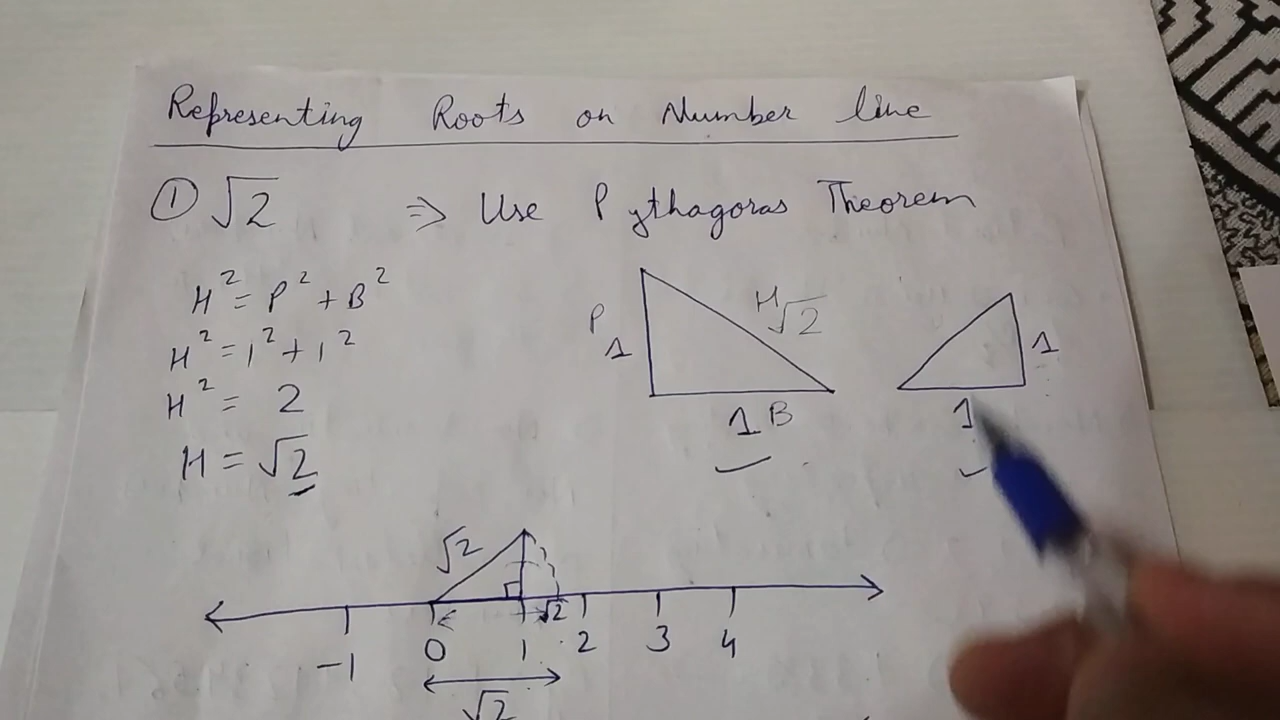 Representing Roots on Number line
① √2 ⇒ Use Pythagoras Theorem
H² = P² + B²
H² = 1² + 1²
H² = 2
H = √2
P
1
H √2
1 B
1
1
√2
-1 0 1 √2 2 3 4
√2